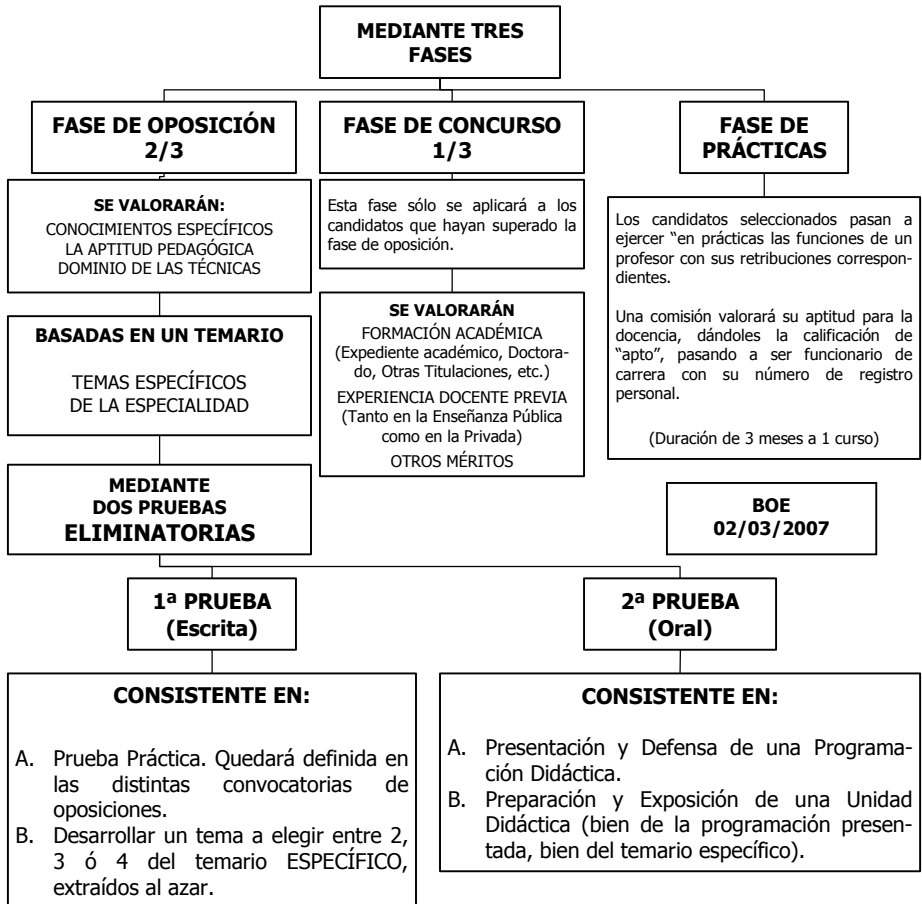 MEDIANTE TRES
FASES
FASE DE OPOSICIÓN
2/3
FASE DE CONCURSO
1/3
FASE DE
PRÁCTICAS
SE VALORARÁN:
CONOCIMIENTOS ESPECÍFICOS
LA APTITUD PEDAGÓGICA
DOMINIO DE LAS TÉCNICAS
Esta fase sólo se aplicará a los
candidatos que hayan superado la
fase de oposición.
Los candidatos seleccionados pasan a
ejercer “en prácticas las funciones de un
profesor con sus retribuciones correspon-
dientes.
Una comisión valorará su aptitud para la
docencia, dándoles la calificación de
“apto”, pasando a ser funcionario de
carrera con su número de registro
personal.
(Duración de 3 meses a 1 curso)
BASADAS EN UN TEMARIO
TEMAS ESPECÍFICOS
DE LA ESPECIALIDAD
SE VALORARÁN
FORMACIÓN ACADÉMICA
(Expediente académico, Doctora-
do, Otras Titulaciones, etc.)
EXPERIENCIA DOCENTE PREVIA
(Tanto en la Enseñanza Pública
como en la Privada)
OTROS MÉRITOS
MEDIANTE
DOS PRUEBAS
ELIMINATORIAS
BOE
02/03/2007
1ª PRUEBA
(Escrita)
2ª PRUEBA
(Oral)
CONSISTENTE EN:
A. Prueba Práctica. Quedará definida en
las distintas convocatorias de
oposiciones.
B. Desarrollar un tema a elegir entre 2,
3 ó 4 del temario ESPECÍFICO,
extraídos al azar.
CONSISTENTE EN:
A. Presentación y Defensa de una Programa-
ción Didáctica.
B. Preparación y Exposición de una Unidad
Didáctica (bien de la programación presen-
tada, bien del temario específico).